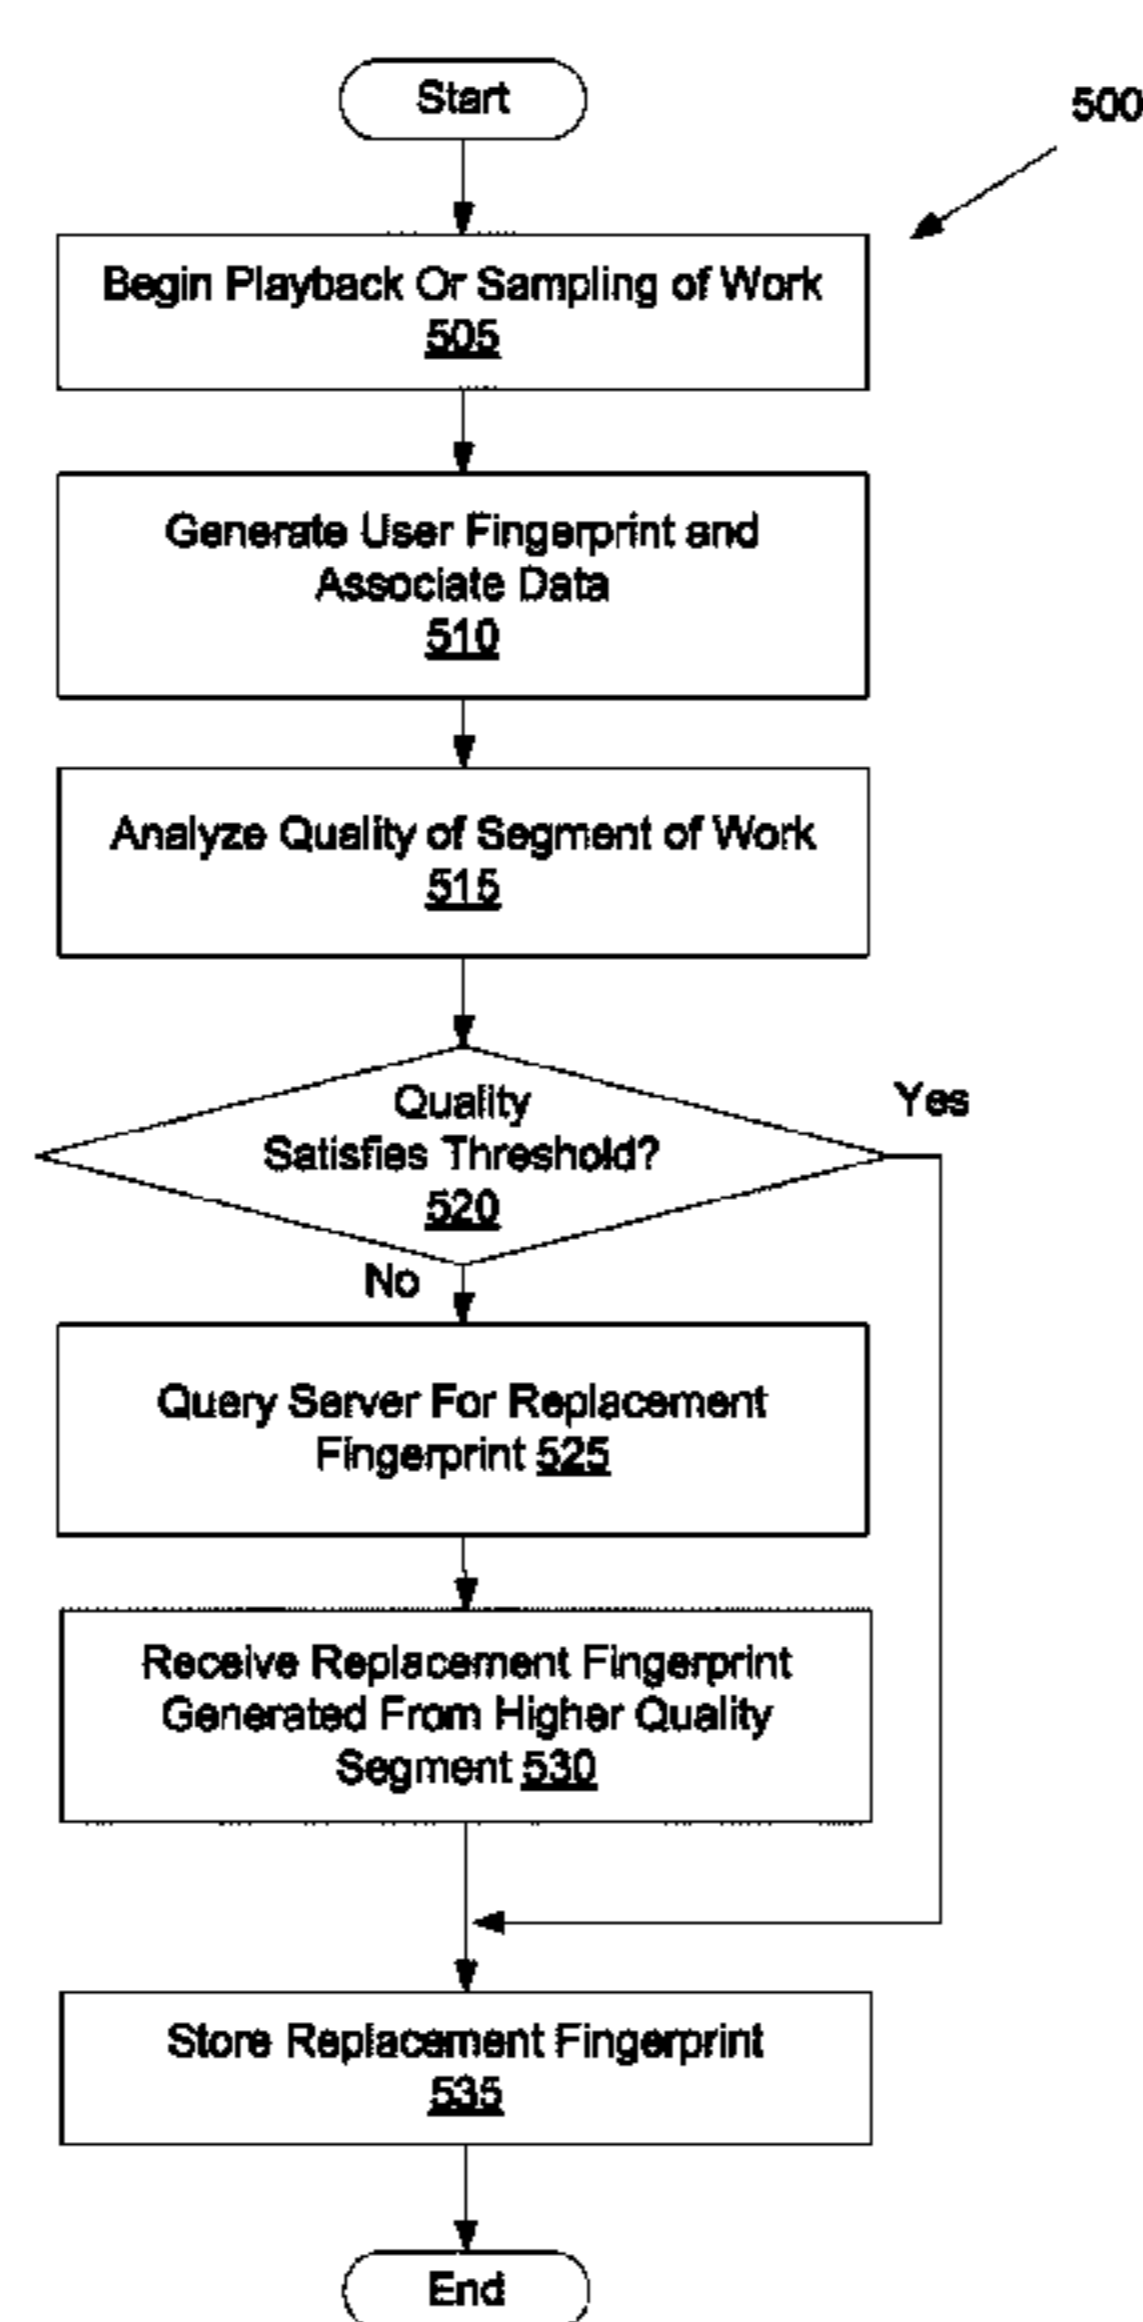 Start
500
Begin Playback Or Sampling of Work
505
Generate User Fingerprint and
Associate Data
510
Analyze Quality of Segment of Work
515
Quality
Satisfies Threshold?
520
Yes
No
Query Server For Replacement
Fingerprint 525
Receive Replacement Fingerprint
Generated From Higher Quality
Segment 530
Store Replacement Fingerprint
535
End